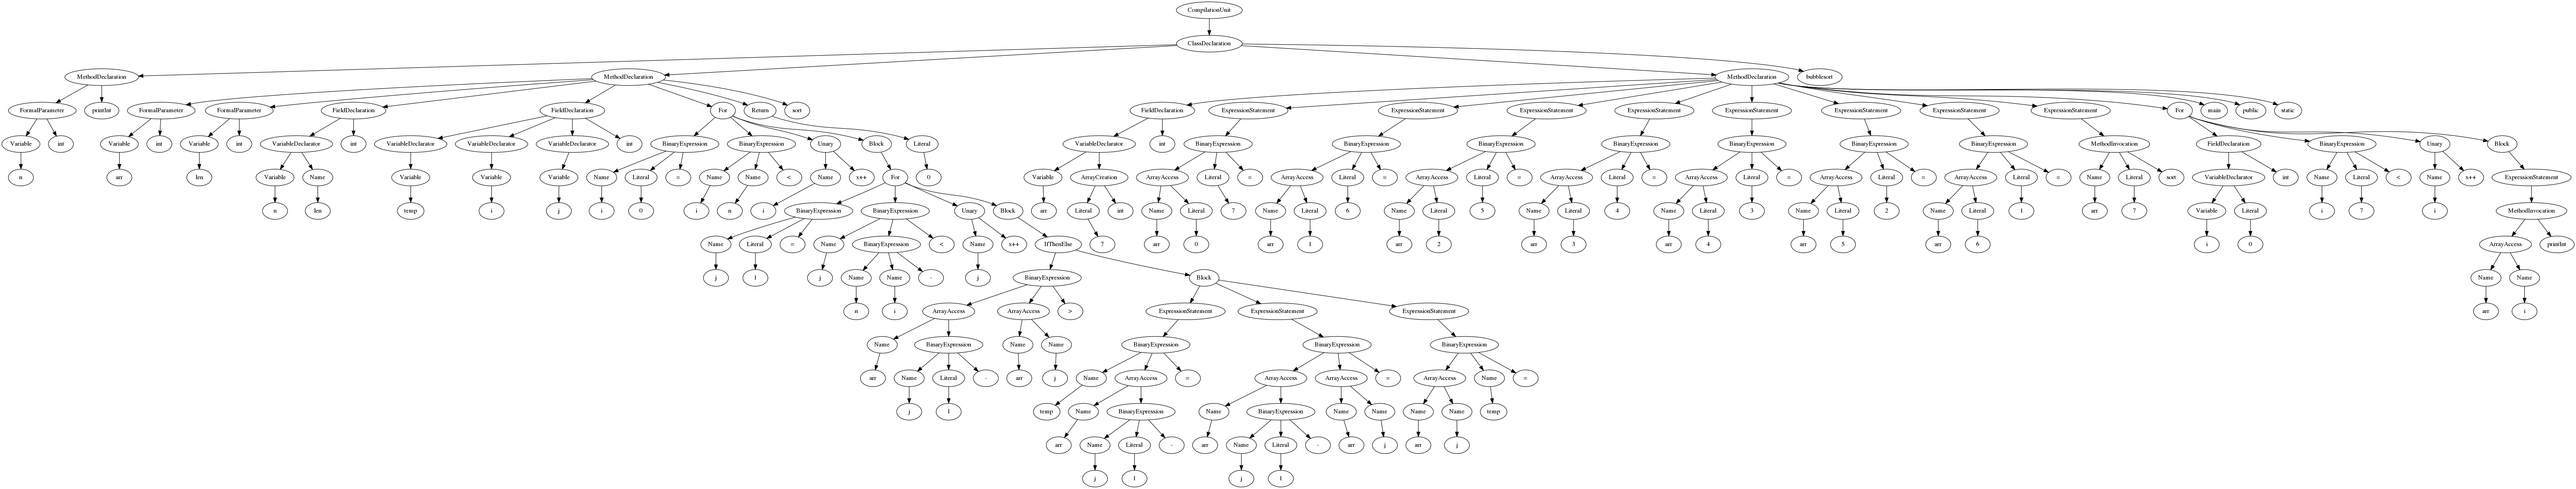 CompilationUnit
ClassDeclaration
MethodDeclaration MethodDeclaration MethodDeclaration bubblesort
FormalParameter printInt FormalParameter FormalParameter FieldDeclaration FieldDeclaration For Return sort FieldDeclaration ExpressionStatement ExpressionStatement ExpressionStatement ExpressionStatement ExpressionStatement ExpressionStatement ExpressionStatement ExpressionStatement For main public static
Variable int Variable int Variable int VariableDeclarator int VariableDeclarator VariableDeclarator VariableDeclarator int BinaryExpression BinaryExpression Unary Block Literal VariableDeclarator int BinaryExpression BinaryExpression BinaryExpression BinaryExpression BinaryExpression BinaryExpression BinaryExpression MethodInvocation FieldDeclaration BinaryExpression Unary Block
n arr len Variable Name Variable Variable Variable Name Literal = Name Name < Name x++ For 0 Variable ArrayCreation ArrayAccess Literal = ArrayAccess Literal = ArrayAccess Literal = ArrayAccess Literal = ArrayAccess Literal = ArrayAccess Literal = ArrayAccess Literal = Name Literal sort VariableDeclarator int Name Literal < Name x++ ExpressionStatement
n len temp i j i 0 i n i BinaryExpression BinaryExpression Unary Block arr Literal int Name Literal 7 Name Literal 6 Name Literal 5 Name Literal 4 Name Literal 3 Name Literal 2 Name Literal 1 arr 7 Variable Literal i 7 i MethodInvocation
Name Literal = Name BinaryExpression < Name x++ IfThenElse 7 arr 0 arr 1 arr 2 arr 3 arr 4 arr 5 arr 6 i 0 ArrayAccess printInt
j 1 j Name Name - j BinaryExpression Block Name Name
n i ArrayAccess ArrayAccess > ExpressionStatement ExpressionStatement ExpressionStatement arr i
Name BinaryExpression Name Name BinaryExpression BinaryExpression BinaryExpression
arr Name Literal - arr j Name ArrayAccess = ArrayAccess ArrayAccess = ArrayAccess Name =
j 1 temp Name BinaryExpression Name BinaryExpression Name Name Name Name temp
arr Name Literal - arr Name Literal - arr j arr j
j 1 j 1